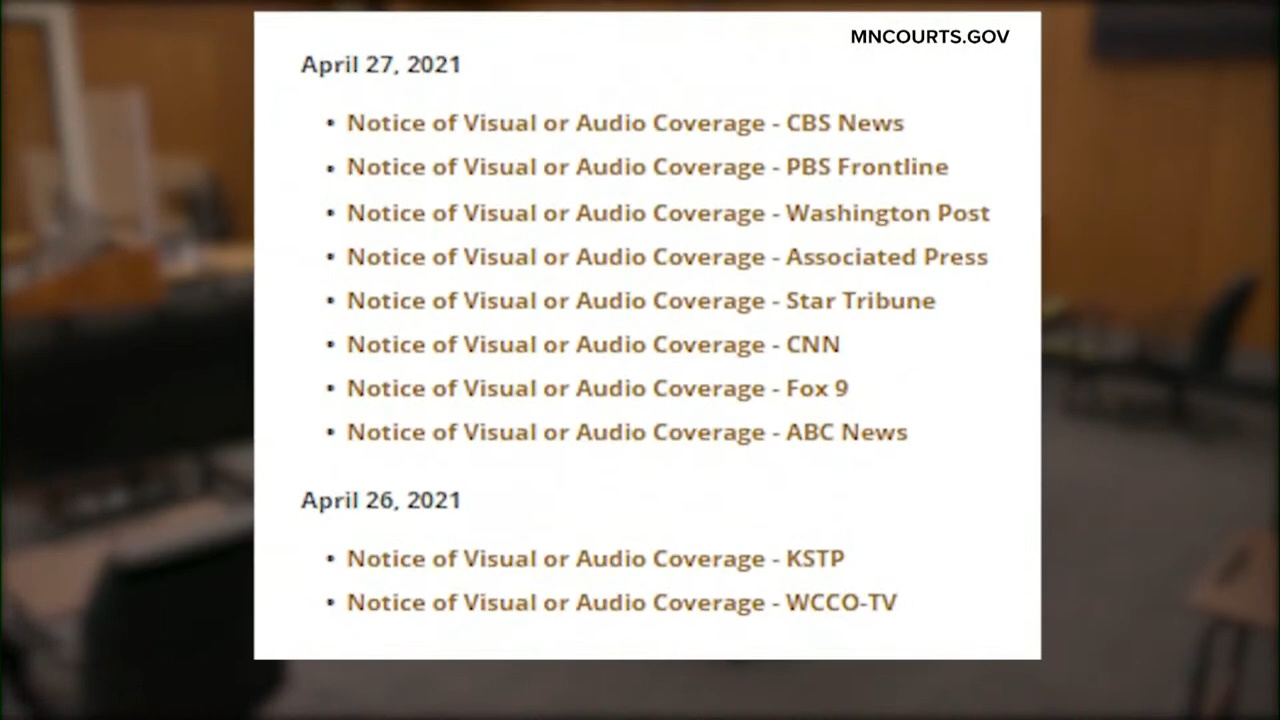 MNCOURTS.GOV
April 27, 2021
• Notice of Visual or Audio Coverage - CBS News
• Notice of Visual or Audio Coverage - PBS Frontline
• Notice of Visual or Audio Coverage - Washington Post
• Notice of Visual or Audio Coverage - Associated Press
• Notice of Visual or Audio Coverage - Star Tribune
• Notice of Visual or Audio Coverage - CNN
• Notice of Visual or Audio Coverage - Fox 9
• Notice of Visual or Audio Coverage - ABC News
April 26, 2021
• Notice of Visual or Audio Coverage - KSTP
• Notice of Visual or Audio Coverage - WCCO-TV